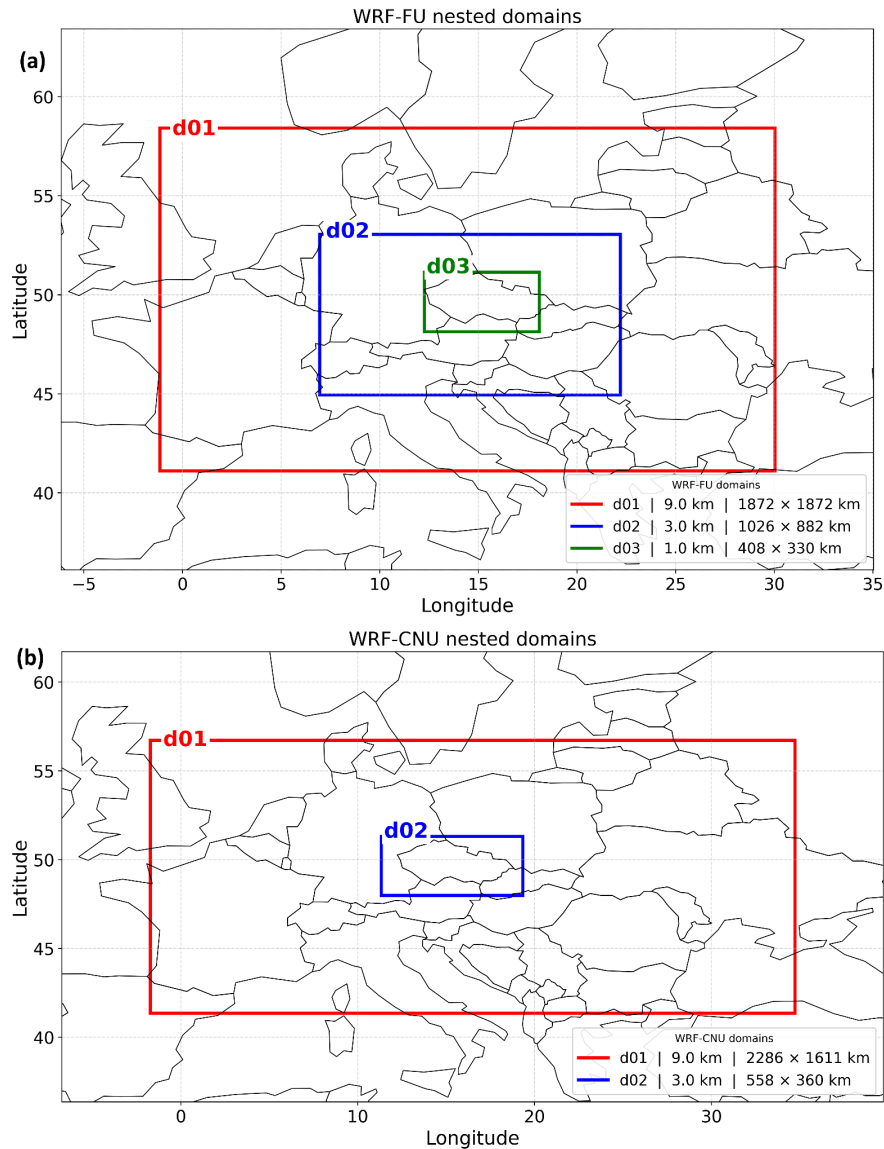 WRF-FU nested domains
(a)
60
55
50
45
40
Latitude
d01
d02
d03
WRF-FU domains
d01 | 9.0 km | 1872 × 1872 km
d02 | 3.0 km | 1026 × 882 km
d03 | 1.0 km | 408 × 330 km
−5 0 5 10 15 20 25 30 35
Longitude
WRF-CNU nested domains
(b)
60
55
50
45
40
Latitude
d01
d02
WRF-CNU domains
d01 | 9.0 km | 2286 × 1611 km
d02 | 3.0 km | 558 × 360 km
0 10 20 30
Longitude